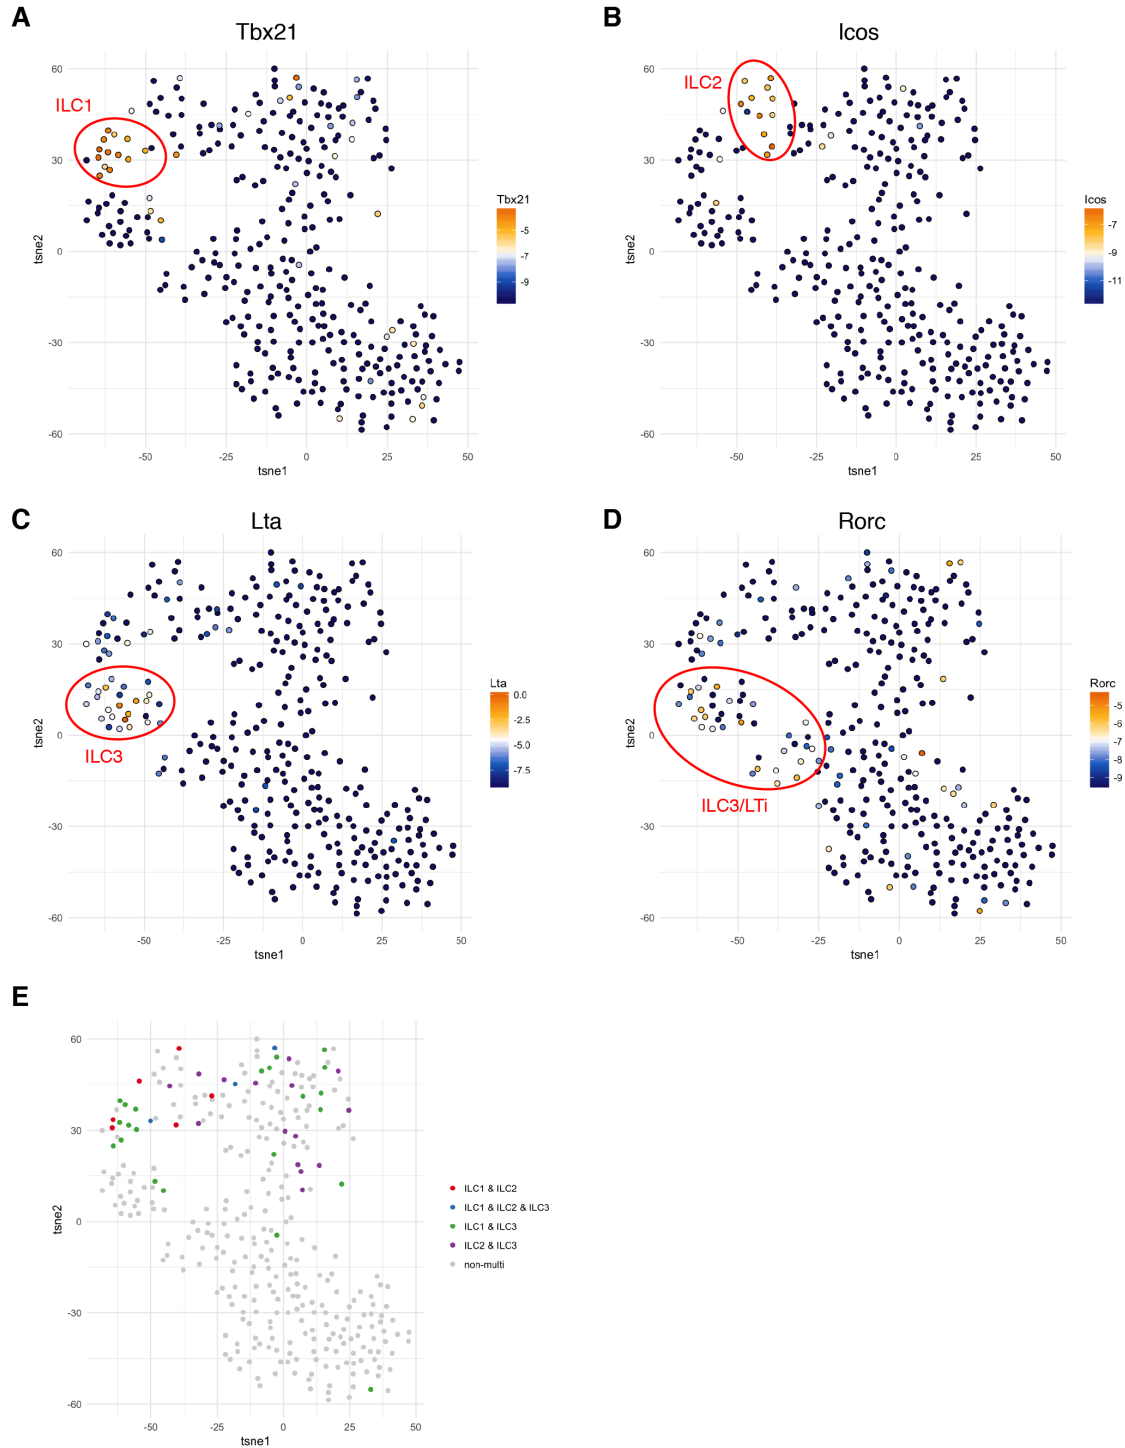 A
Tbx21
ILC1
60
30
0
-30
-60
tsne2
-50
-25
0
25
50
tsne1
Tbx21
-5
-7
-9
B
Icos
ILC2
60
30
0
-30
-60
tsne2
-50
-25
0
25
50
tsne1
Icos
-7
-9
-11
C
Lta
60
30
0
-30
-60
tsne2
ILC3
-50
-25
0
25
50
tsne1
Lta
0.0
-2.5
-5.0
-7.5
D
Rorc
60
30
0
-30
-60
tsne2
ILC3/LTi
-50
-25
0
25
50
tsne1
Rorc
-5
-6
-7
-8
-9
E
60
30
0
-30
-60
tsne2
-50
-25
0
25
50
tsne1
ILC1 & ILC2
ILC1 & ILC2 & ILC3
ILC1 & ILC3
ILC2 & ILC3
non-multi